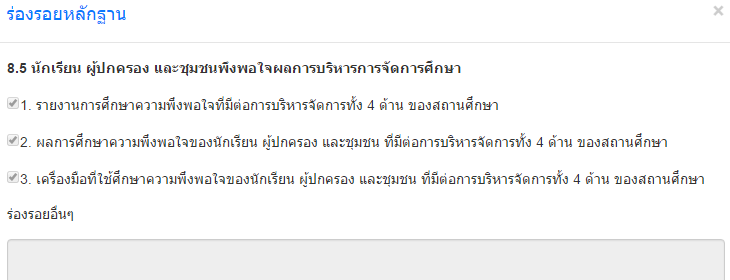 ร่องรอยหลักฐาน
×
8.5 นักเรียน ผู้ปกครอง และชุมชนพึงพอใจผลการบริหารการจัดการศึกษา
1. รายงานการศึกษาความพึงพอใจที่มีต่อการบริหารจัดการทั้ง 4 ด้าน ของสถานศึกษา
2. ผลการศึกษาความพึงพอใจของนักเรียน ผู้ปกครอง และชุมชน ที่มีต่อการบริหารจัดการทั้ง 4 ด้าน ของสถานศึกษา
3. เครื่องมือที่ใช้ศึกษาความพึงพอใจของนักเรียน ผู้ปกครอง และชุมชน ที่มีต่อการบริหารจัดการทั้ง 4 ด้าน ของสถานศึกษา
ร่องรอยอื่นๆ